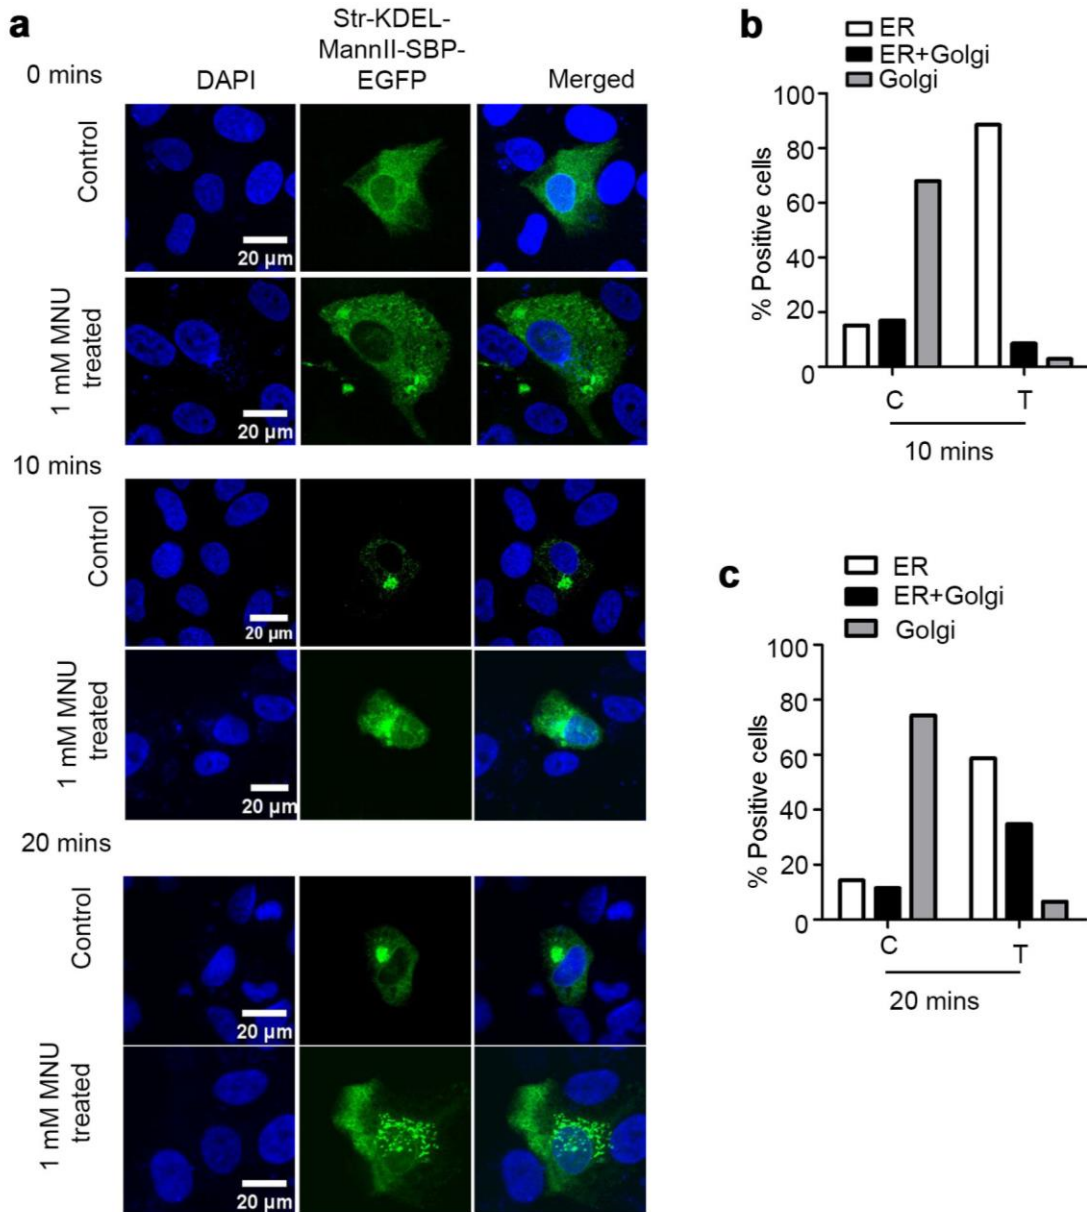 a
Str-KDEL-
MannII-SBP-
EGFP
0 mins
DAPI
Merged
Control
20 µm
1 mM MNU
treated
20 µm
10 mins
Control
20 µm
1 mM MNU
treated
20 µm
20 mins
Control
20 µm
1 mM MNU
treated
20 µm
b
ER
ER+Golgi
Golgi
% Positive cells
100
80
60
40
20
0
C
T
10 mins
c
ER
ER+Golgi
Golgi
% Positive cells
100
80
60
40
20
0
C
T
20 mins